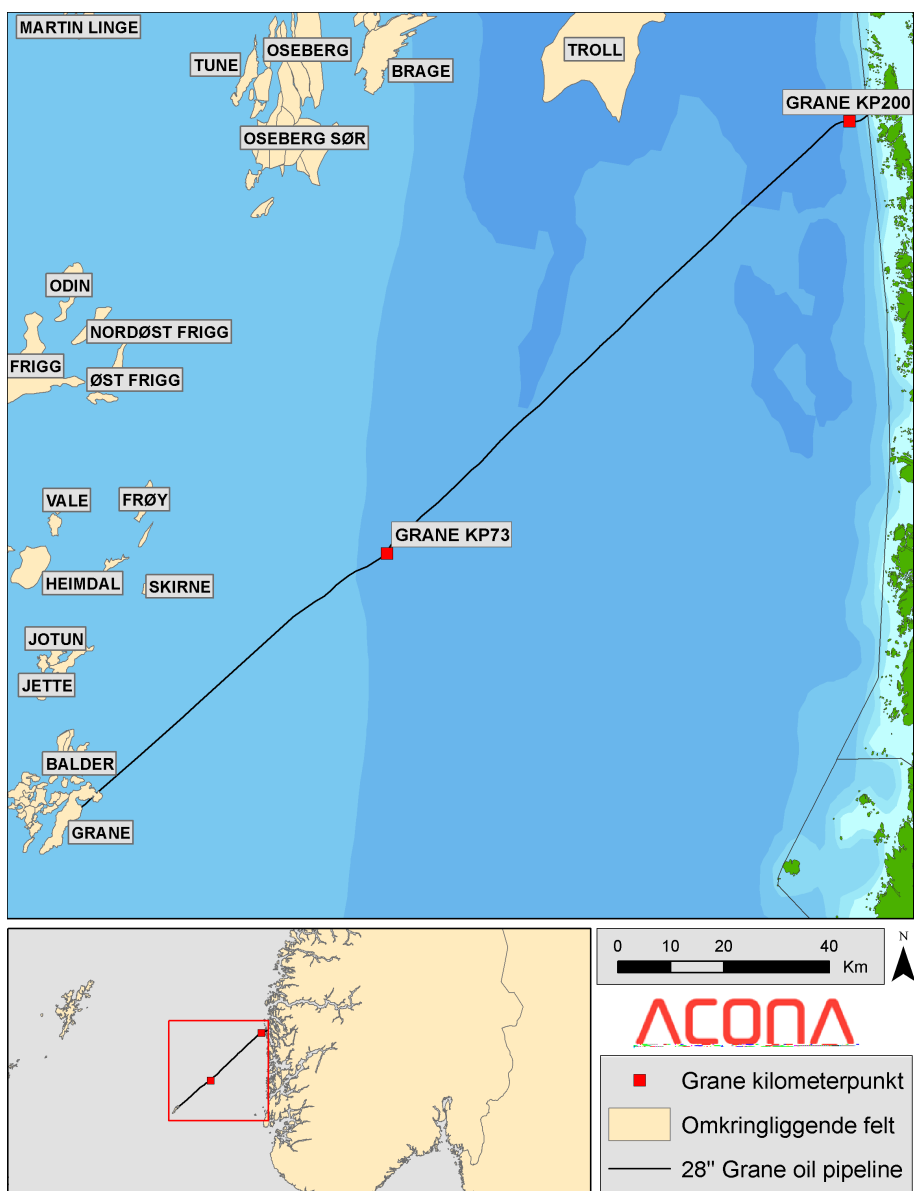 MARTIN LINGE
OSEBERG
TUNE
BRAGE
TROLL
GRANE KP200
OSEBERG SØR
ODIN
NORDØST FRIGG
FRIGG
ØST FRIGG
VALE
FRØY
GRANE KP73
HEIMDAL
SKIRNE
JOTUN
JETTE
BALDER
GRANE
0 10 20 40
Km
N
ACONA
Grane kilometerpunkt
Omkringliggende felt
28" Grane oil pipeline